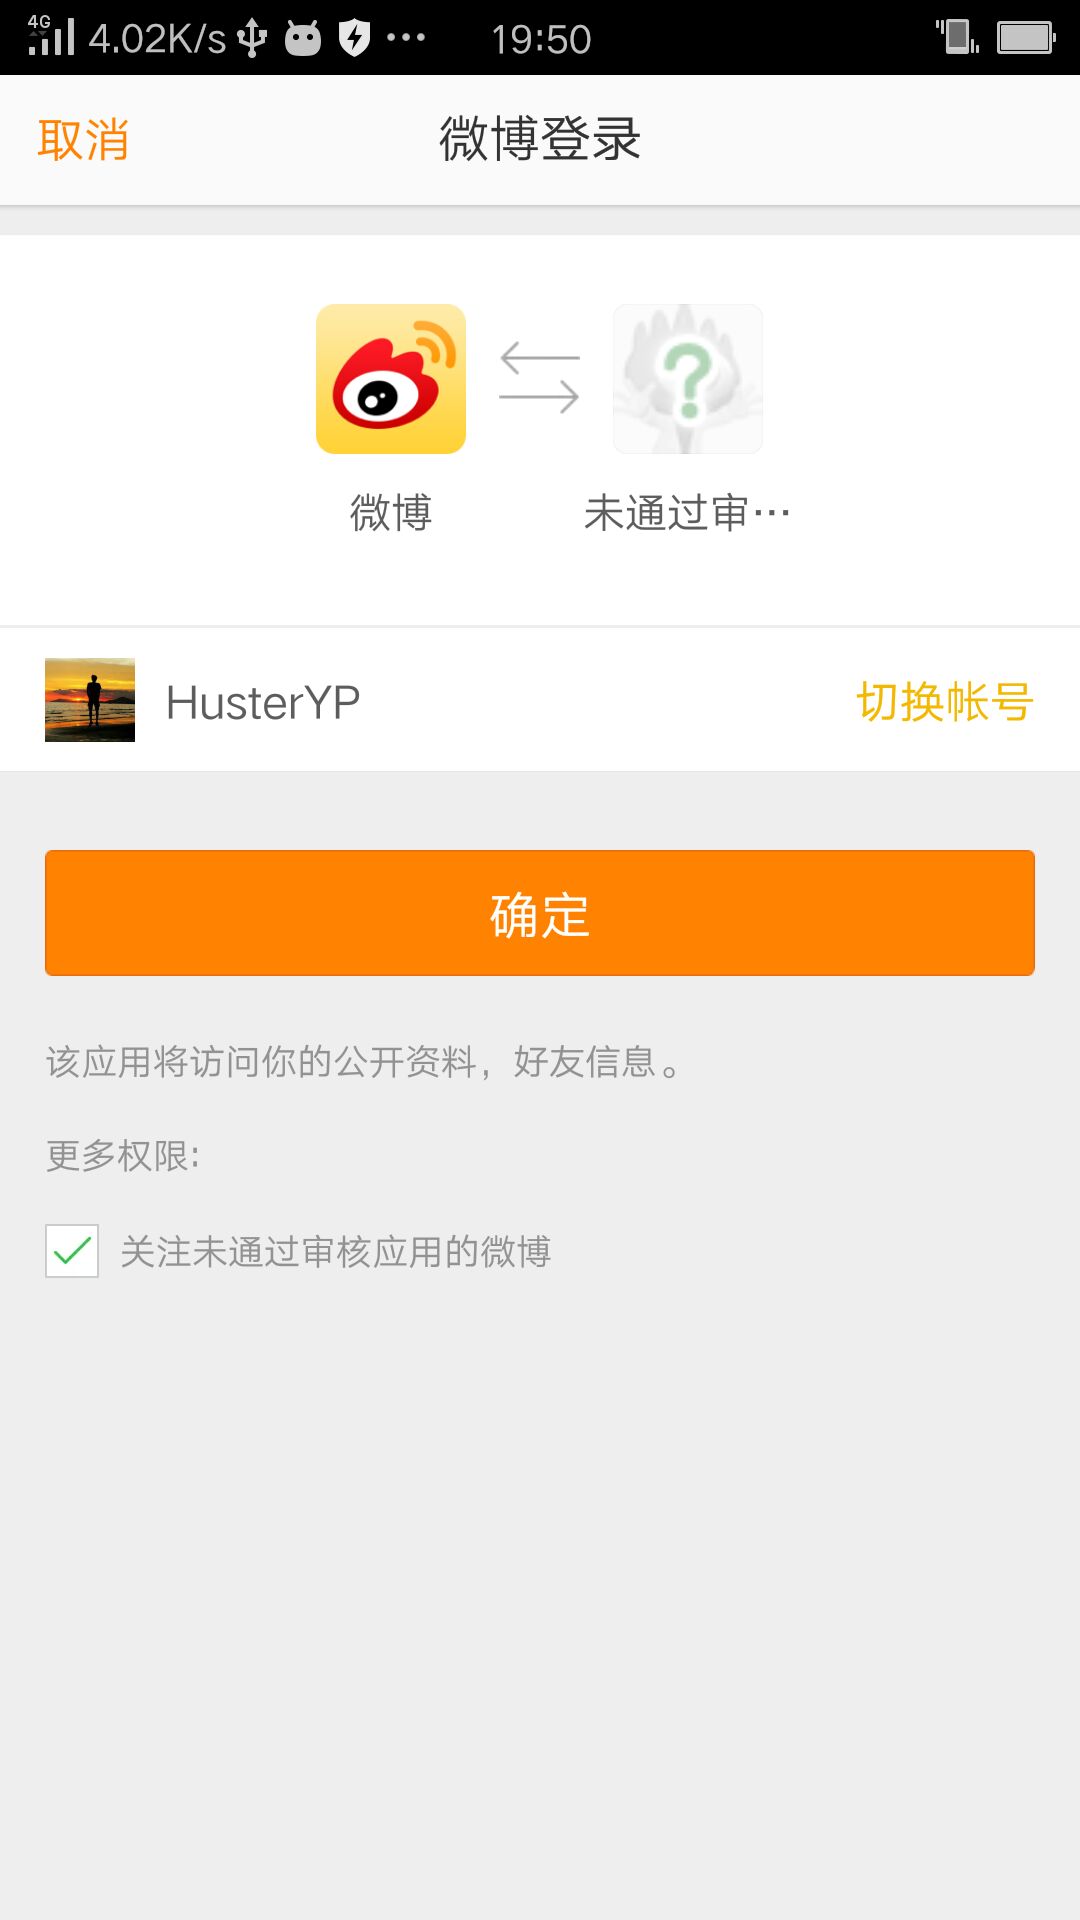 4G 4.02K/s 19:50
取消 微博登录
微博 未通过审…
HusterYP 切换帐号
确定
该应用将访问你的公开资料，好友信息。
更多权限:
关注未通过审核应用的微博